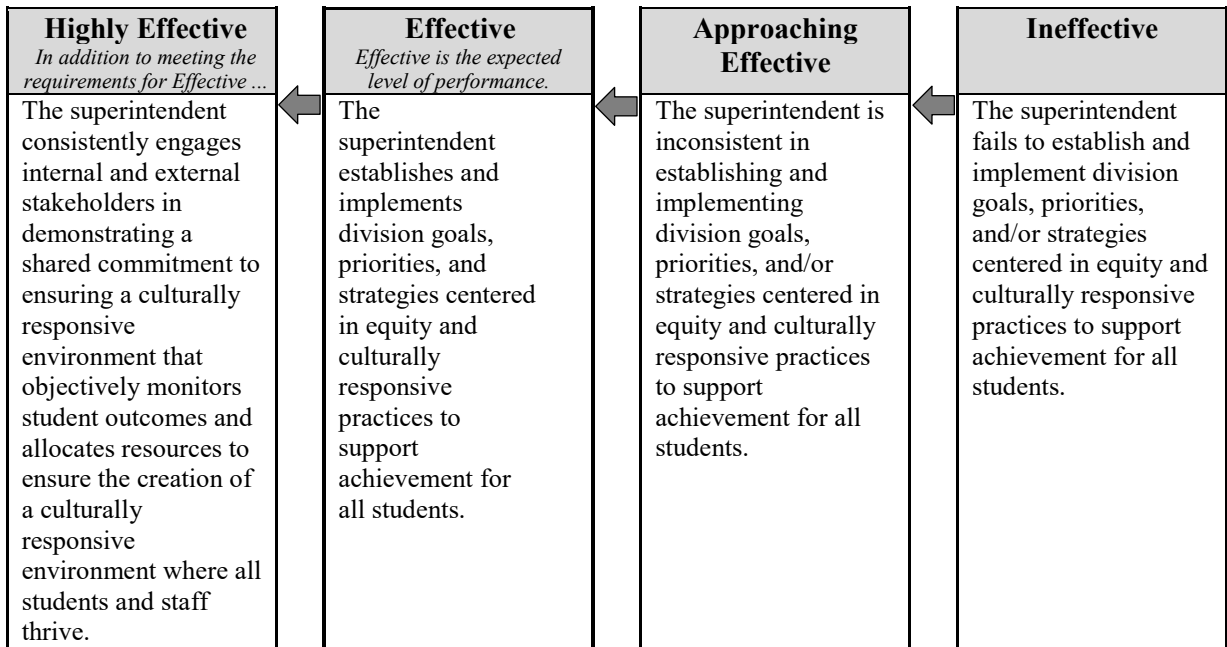 Highly Effective
In addition to meeting the
requirements for Effective ...
The superintendent
consistently engages
internal and external
stakeholders in
demonstrating a
shared commitment to
ensuring a culturally
responsive
environment that
objectively monitors
student outcomes and
allocates resources to
ensure the creation of
a culturally
responsive
environment where all
students and staff
thrive.
Effective
Effective is the expected
level of performance.
The
superintendent
establishes and
implements
division goals,
priorities, and
strategies centered
in equity and
culturally
responsive
practices to
support
achievement for
all students.
Approaching
Effective
The superintendent is
inconsistent in
establishing and
implementing
division goals,
priorities, and/or
strategies centered in
equity and culturally
responsive practices
to support
achievement for all
students.
Ineffective
The superintendent
fails to establish and
implement division
goals, priorities,
and/or strategies
centered in equity and
culturally responsive
practices to support
achievement for all
students.